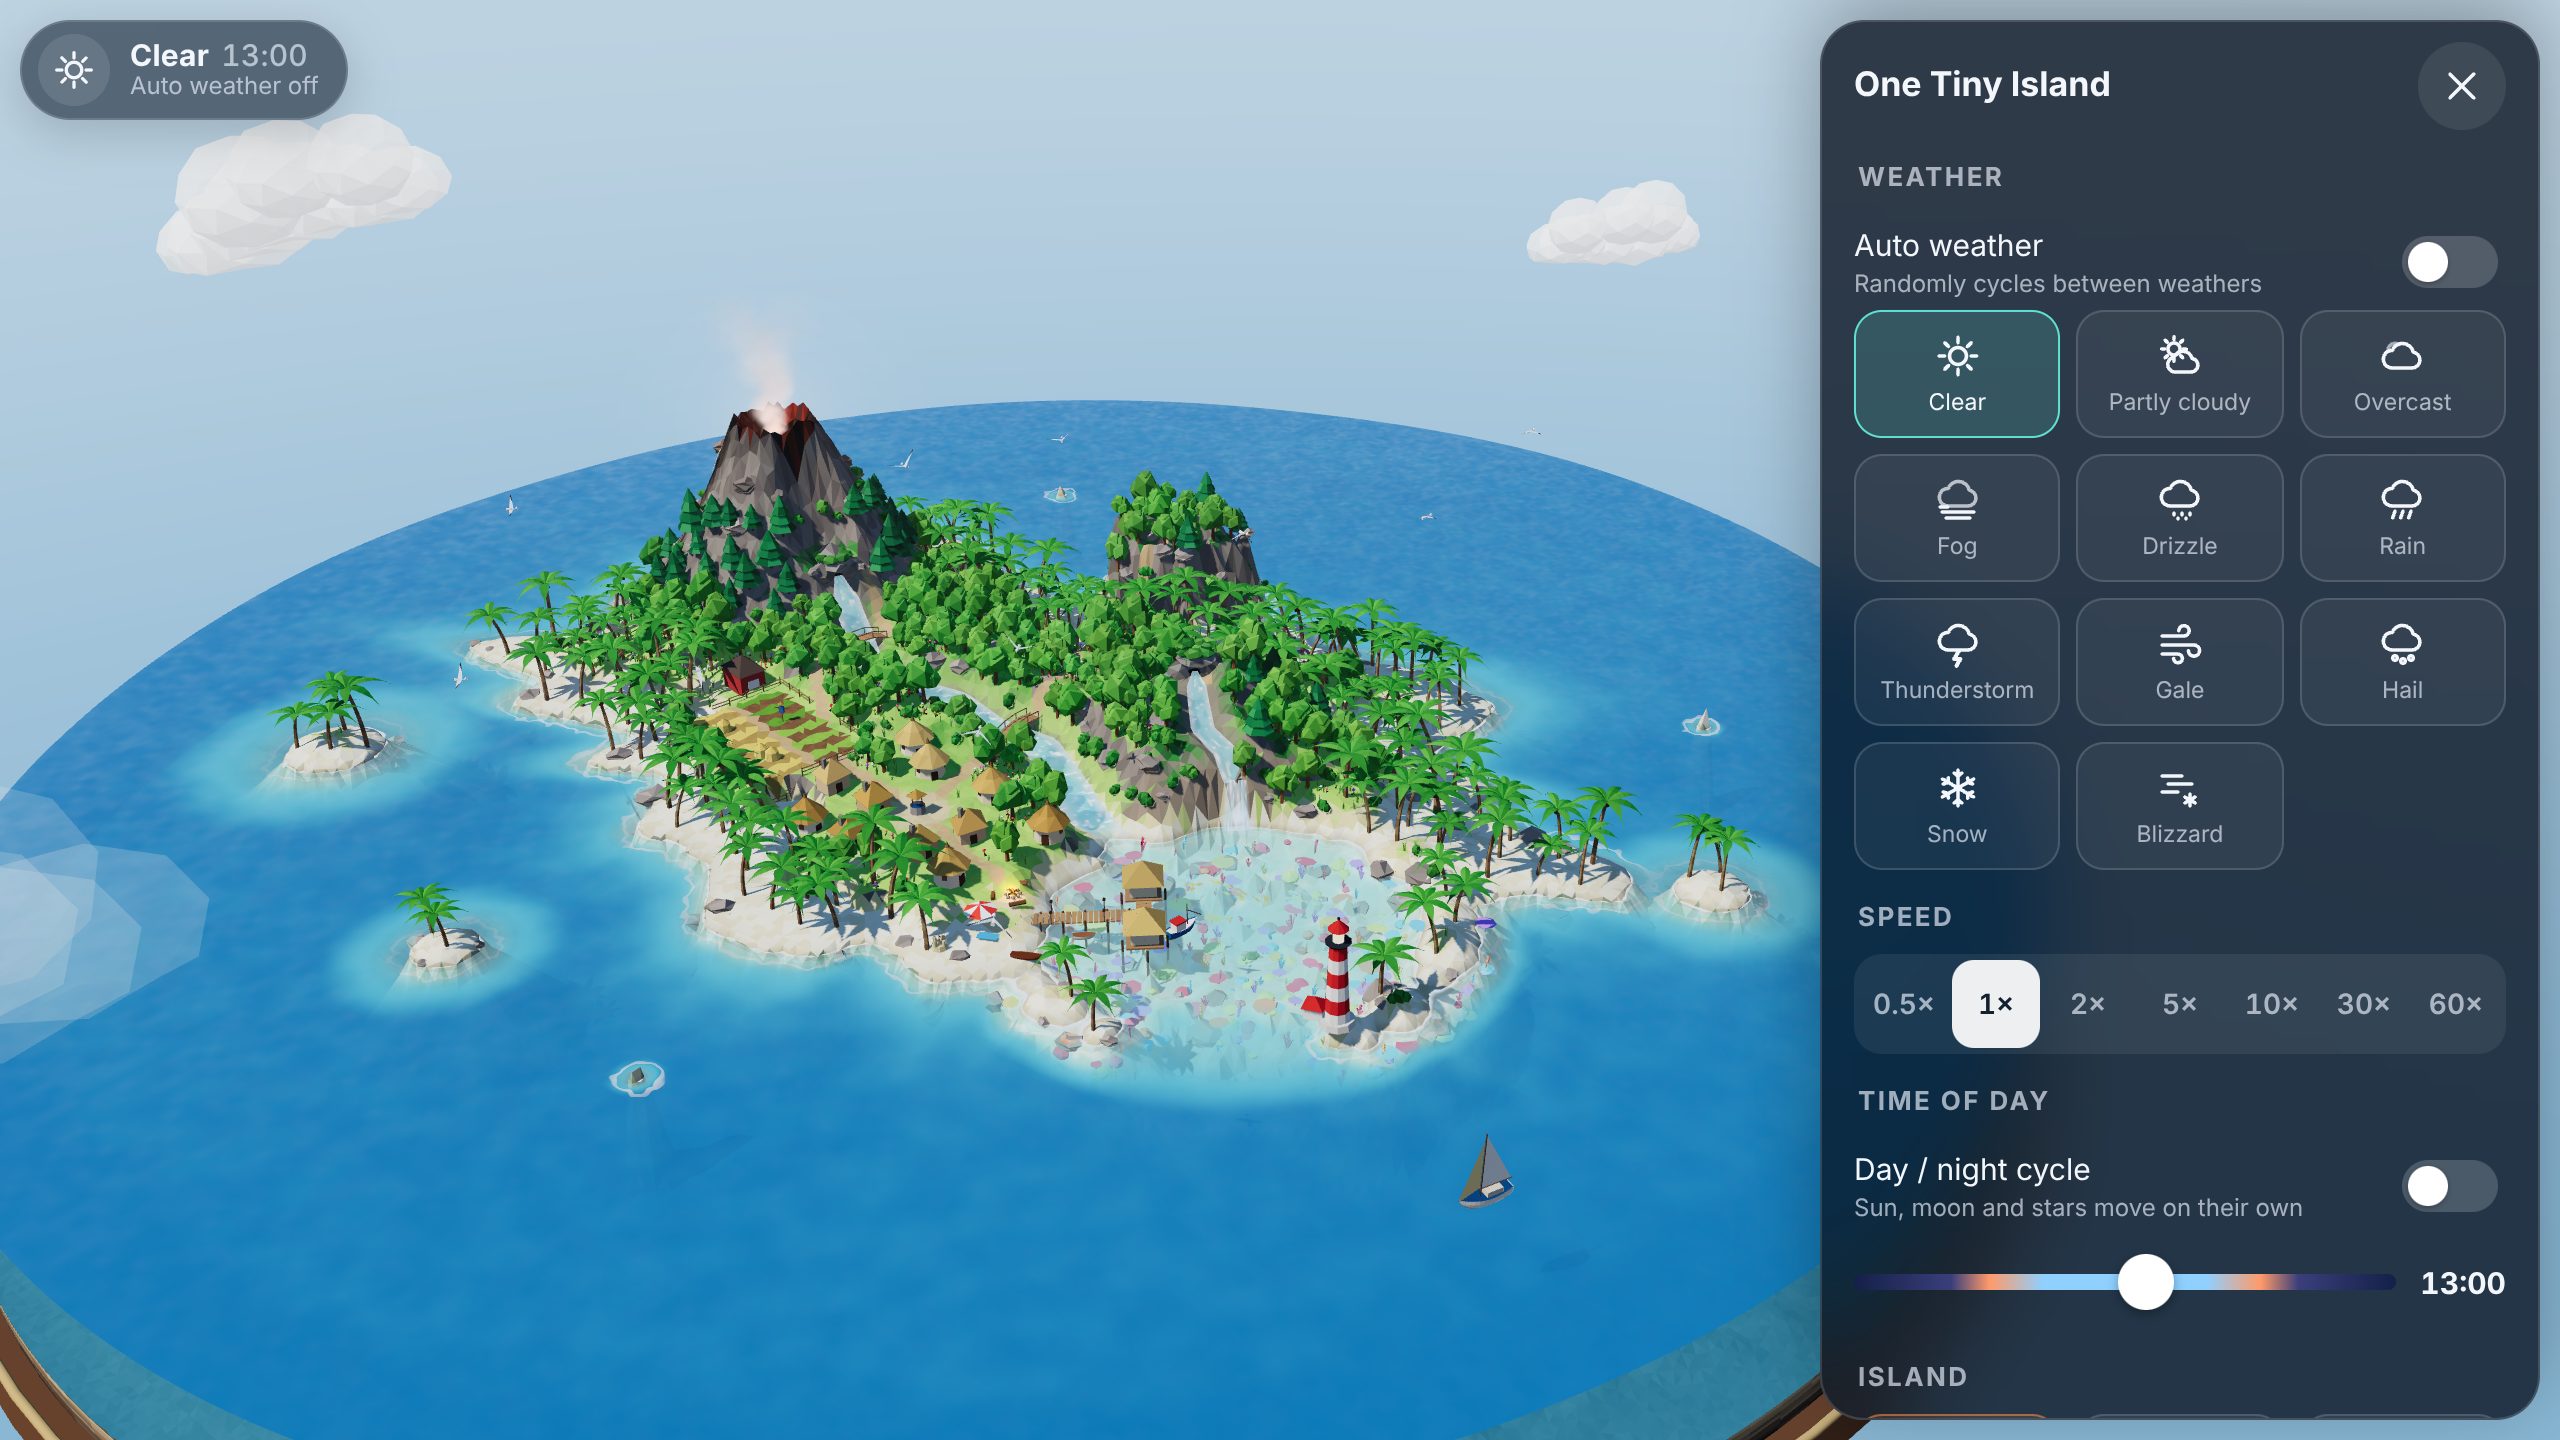 Clear 13:00
Auto weather off
One Tiny Island
WEATHER
Auto weather
Randomly cycles between weathers
Clear
Partly cloudy
Overcast
Fog
Drizzle
Rain
Thunderstorm
Gale
Hail
Snow
Blizzard
SPEED
0.5× 1× 2× 5× 10× 30× 60×
TIME OF DAY
Day / night cycle
Sun, moon and stars move on their own
13:00
ISLAND